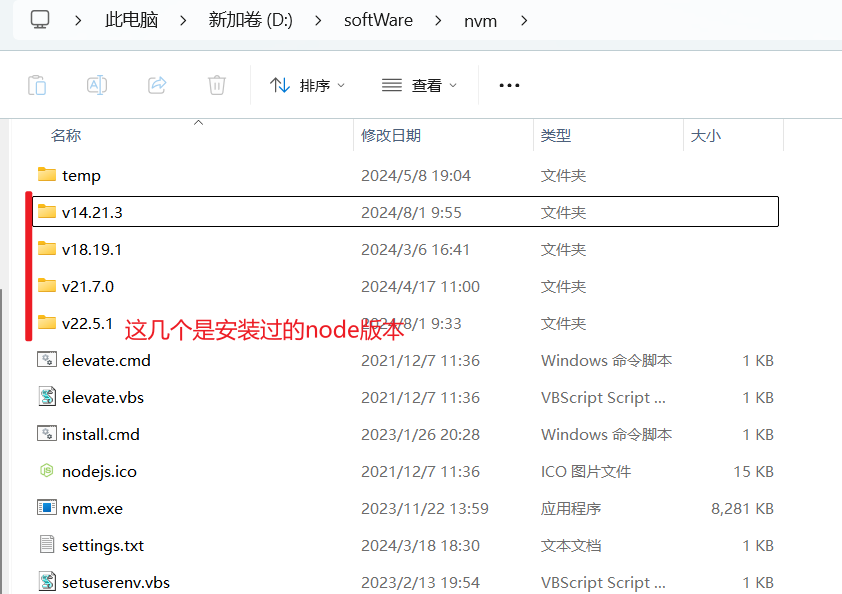 此电脑 > 新加卷 (D:) > softWare > nvm >
排序 查看
名称 修改日期 类型 大小
temp 2024/5/8 19:04 文件夹
v14.21.3 2024/8/1 9:55 文件夹
v18.19.1 2024/3/6 16:41 文件夹
v21.7.0 2024/4/17 11:00 文件夹
v22.5.1 2024/8/1 9:33 文件夹
这几个是安装过的node版本
elevate.cmd 2021/12/7 11:36 Windows 命令脚本 1 KB
elevate.vbs 2021/12/7 11:36 VBScript Script ... 1 KB
install.cmd 2023/1/26 20:28 Windows 命令脚本 1 KB
nodejs.ico 2021/12/7 11:36 ICO 图片文件 15 KB
nvm.exe 2023/11/22 13:59 应用程序 8,281 KB
settings.txt 2024/3/18 18:30 文本文档 1 KB
setuserenv.vbs 2023/2/13 19:54 VBScript Script ... 1 KB